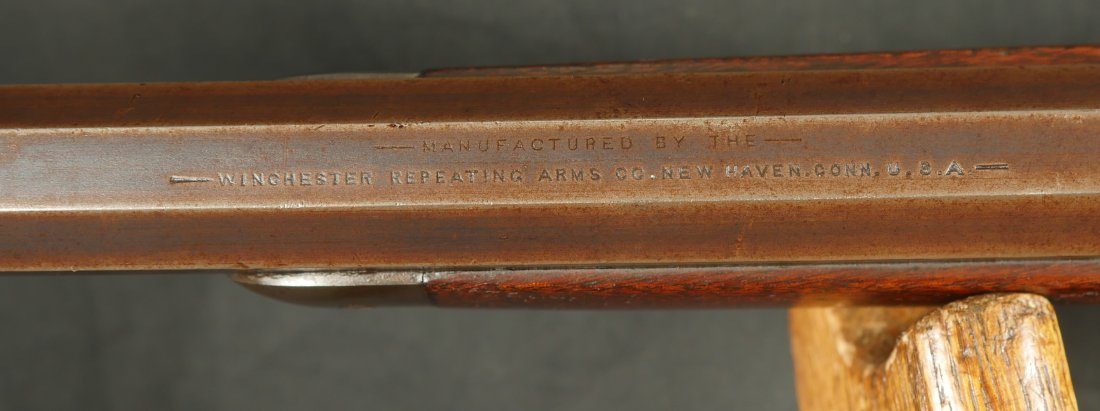 — MANUFACTURED BY THE —
— WINCHESTER REPEATING ARMS CO. NEW HAVEN. CONN. U.S.A. —